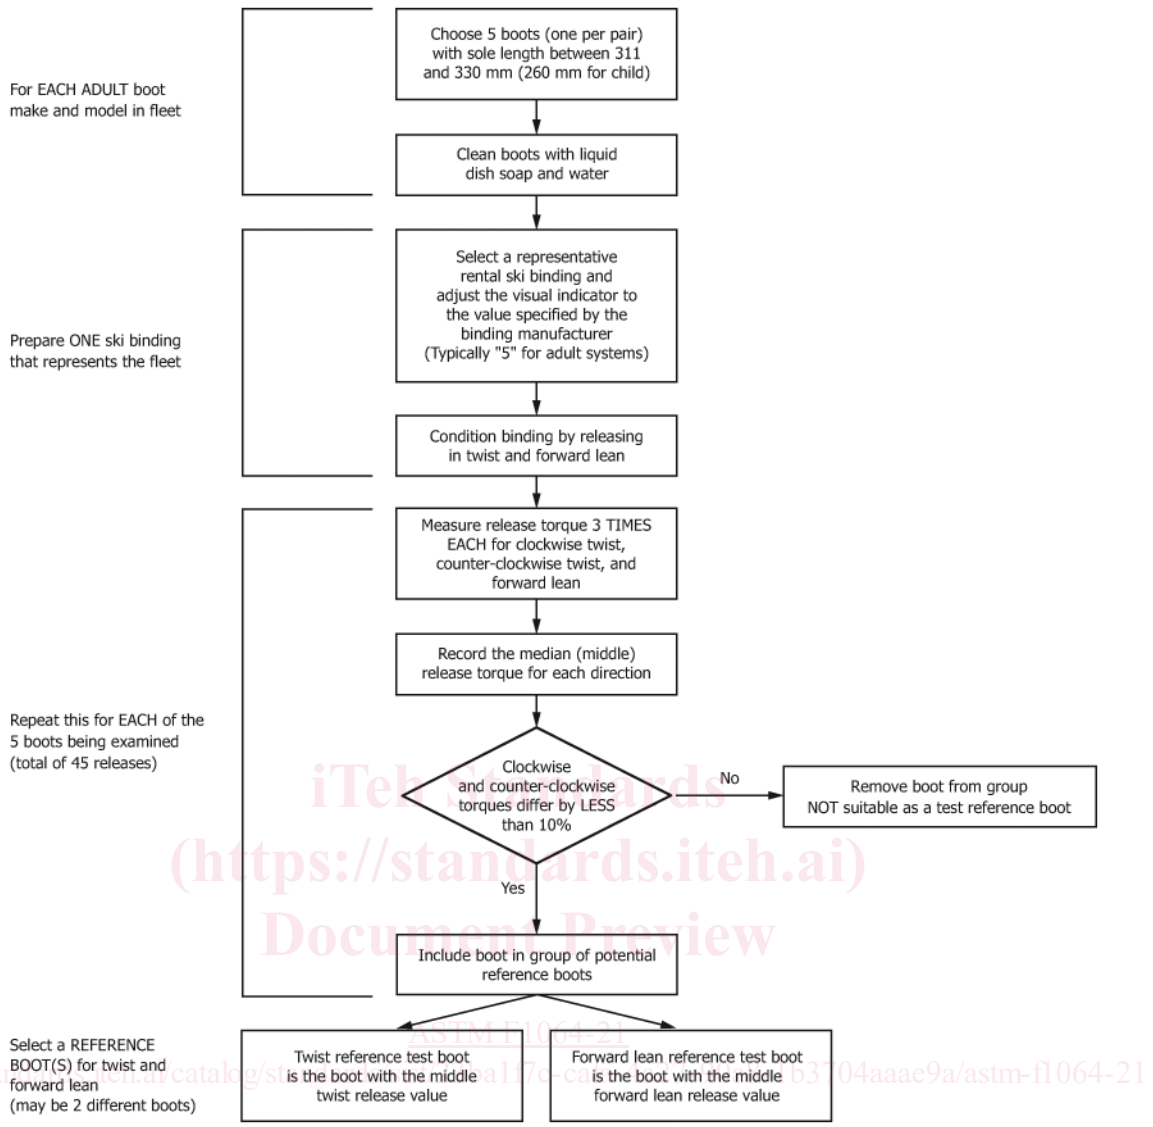 For EACH ADULT boot
make and model in fleet
Choose 5 boots (one per pair)
with sole length between 311
and 330 mm (260 mm for child)
Clean boots with liquid
dish soap and water
Prepare ONE ski binding
that represents the fleet
Select a representative
rental ski binding and
adjust the visual indicator to
the value specified by the
binding manufacturer
(Typically "5" for adult systems)
Condition binding by releasing
in twist and forward lean
Repeat this for EACH of the
5 boots being examined
(total of 45 releases)
Measure release torque 3 TIMES
EACH for clockwise twist,
counter-clockwise twist, and
forward lean
Record the median (middle)
release torque for each direction
Clockwise
and counter-clockwise
torques differ by LESS
than 10%
No
Remove boot from group
NOT suitable as a test reference boot
Yes
Include boot in group of potential
reference boots
iTeh Standards
(https://standards.iteh.ai)
Document Preview
ASTM F1064-21
Select a REFERENCE
BOOT(S) for twist and
forward lean
(may be 2 different boots)
Twist reference test boot
is the boot with the middle
twist release value
Forward lean reference test boot
is the boot with the middle
forward lean release value
3704aaae9a/astm-f1064-21